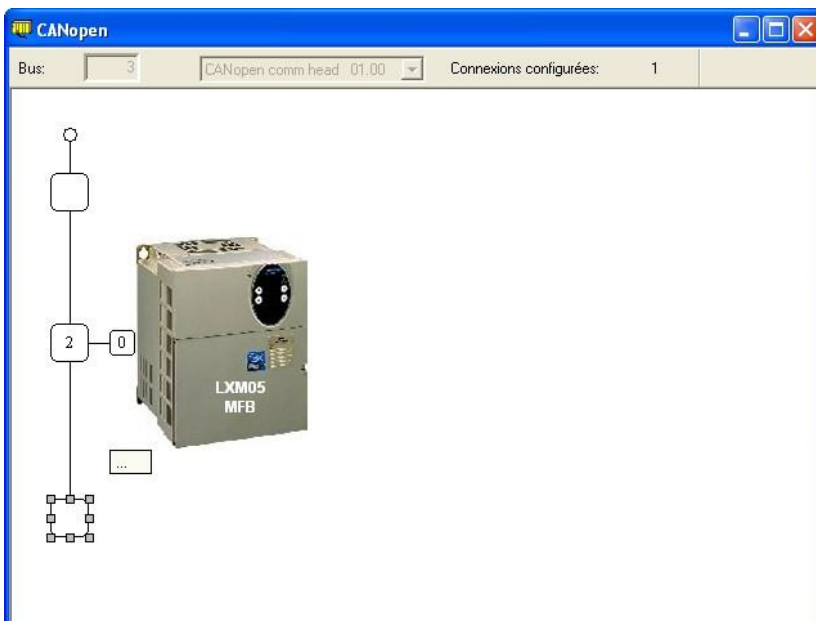 CANopen
Bus: 3 CANopen comm head 01.00 Connexions configurées: 1
2 0
LXM05
MFB
...